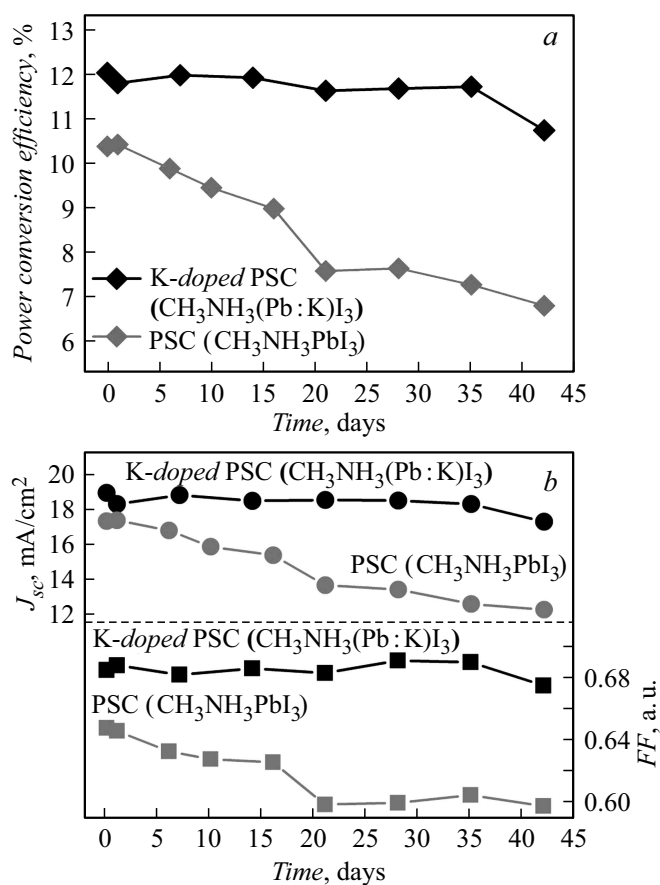 13
12
11
10
9
8
7
6
Power conversion efficiency, %
a
K-doped PSC
(CH₃NH₃(Pb : K)I₃)
PSC (CH₃NH₃PbI₃)
0 5 10 15 20 25 30 35 40 45
Time, days
20
18
16
14
12
J_sc, mA/cm²
b
K-doped PSC (CH₃NH₃(Pb : K)I₃)
PSC (CH₃NH₃PbI₃)
K-doped PSC (CH₃NH₃(Pb : K)I₃)
PSC (CH₃NH₃PbI₃)
0.68
0.64
0.60
FF, a. u.
0 5 10 15 20 25 30 35 40 45
Time, days